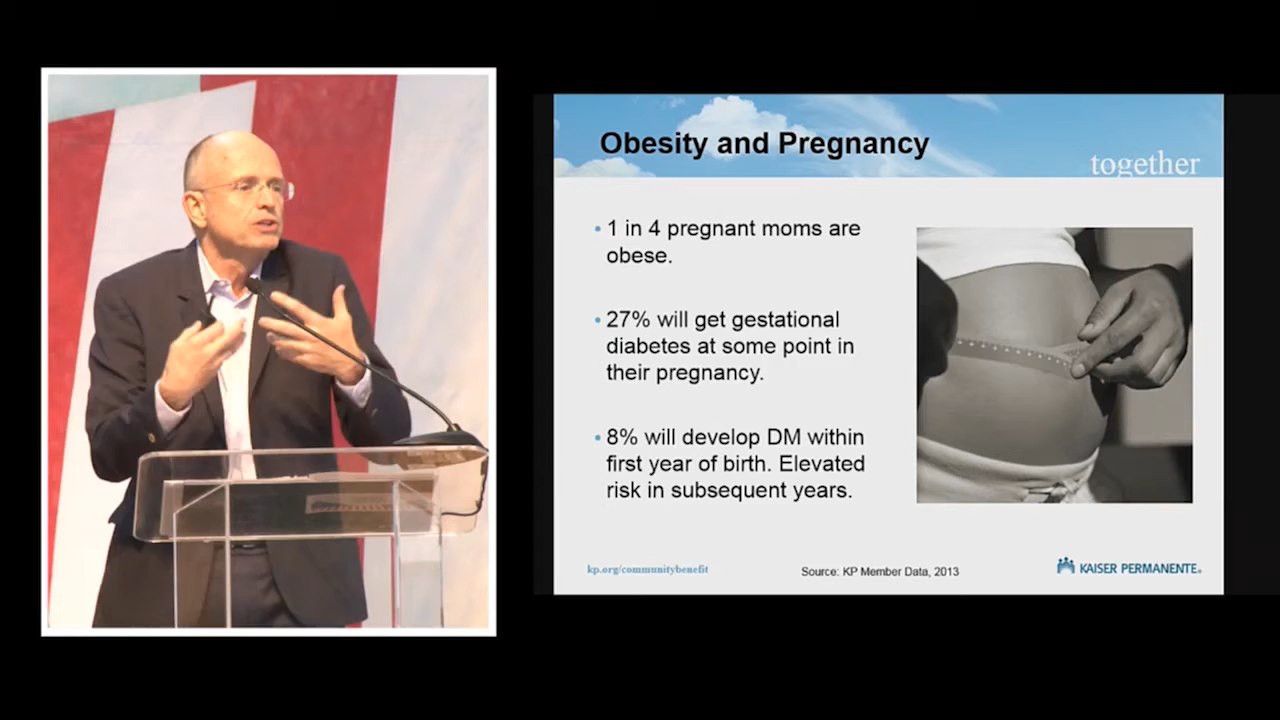 Obesity and Pregnancy
together
• 1 in 4 pregnant moms are
obese.
• 27% will get gestational
diabetes at some point in
their pregnancy.
• 8% will develop DM within
first year of birth. Elevated
risk in subsequent years.
kp.org/communitybenefit
Source: KP Member Data, 2013
KAISER PERMANENTE®